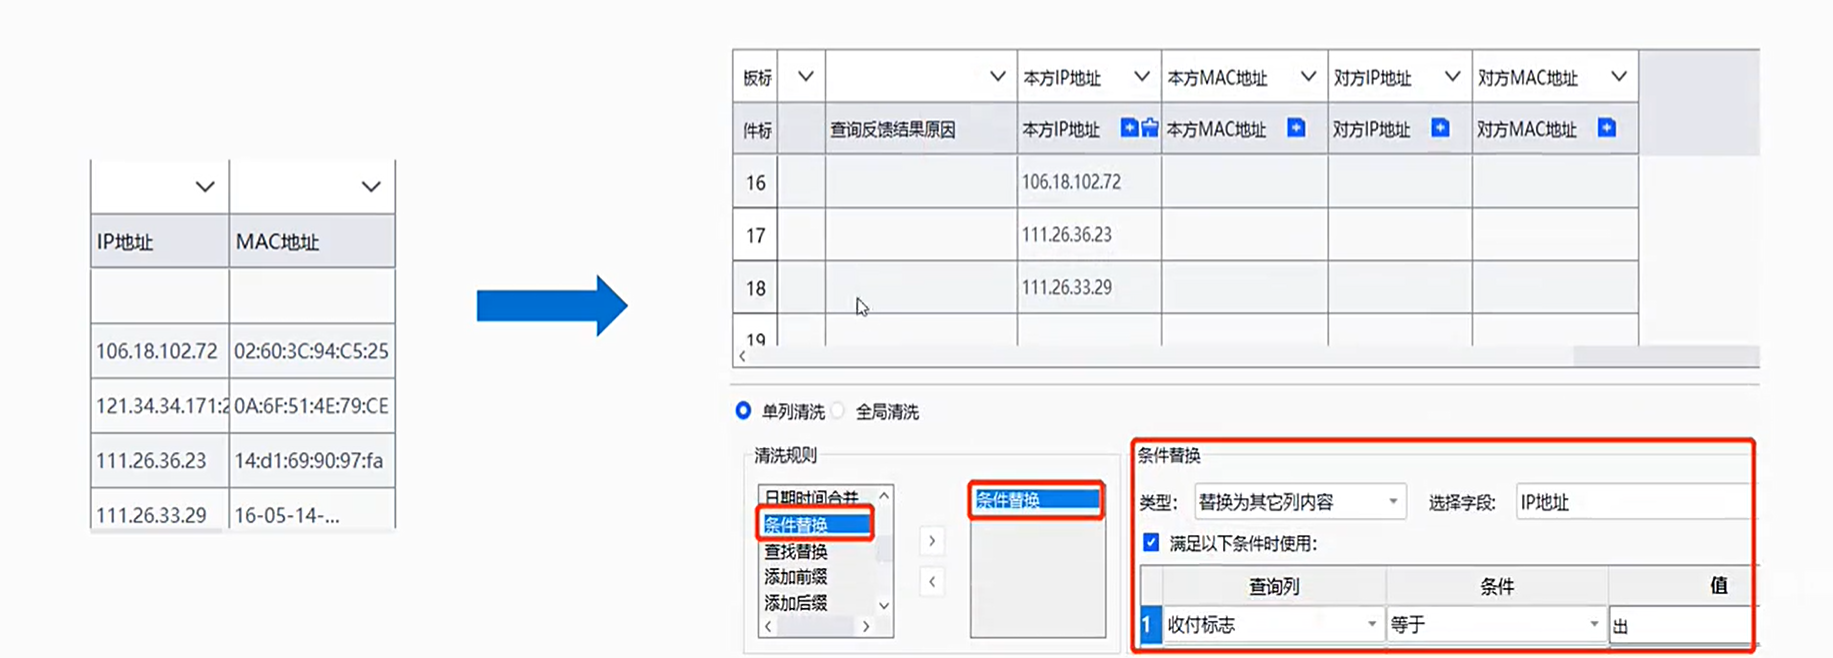 IP地址 MAC地址
106.18.102.72 02:60:3C:94:C5:25
121.34.34.171:2 0A:6F:51:4E:79:CE
111.26.36.23 14:d1:69:90:97:fa
111.26.33.29 16-05-14-...
板标 本方IP地址 本方MAC地址 对方IP地址 对方MAC地址
件标 查询反馈结果原因 本方IP地址 本方MAC地址 对方IP地址 对方MAC地址
16 106.18.102.72
17 111.26.36.23
18 111.26.33.29
19
单列清洗 全局清洗
清洗规则
日期时间合并
条件替换
查找替换
添加前缀
添加后缀
条件替换
条件替换
类型: 替换为其它列内容 选择字段: IP地址
满足以下条件时使用:
查询列 条件 值
1 收付标志 等于 出